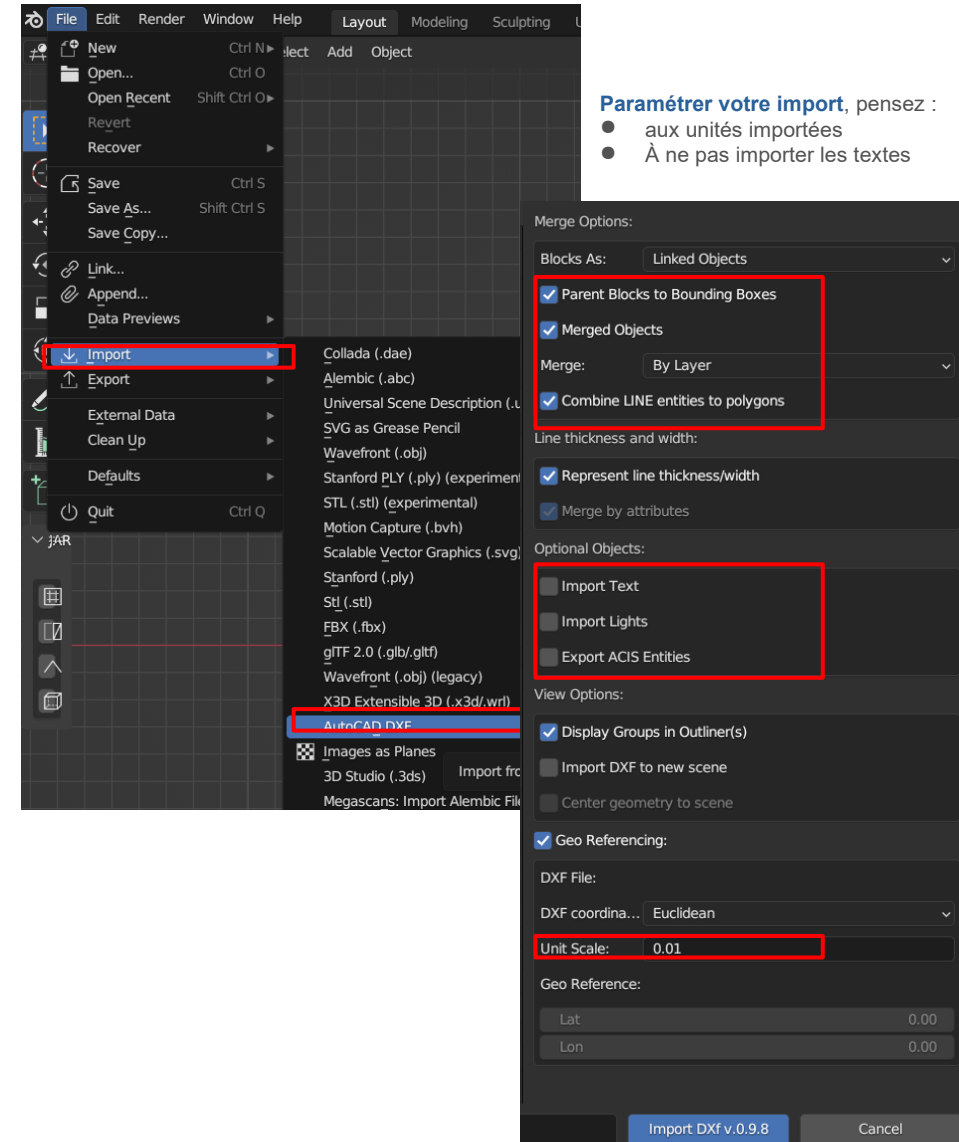 File Edit Render Window Help Layout Modeling Sculpting
New Ctrl N
Select Add Object
Open... Ctrl O
Open Recent Shift Ctrl O
Revert
Recover
Save Ctrl S
Save As... Shift Ctrl S
Save Copy...
Link...
Append...
Data Previews
Import
Export
External Data
Clean Up
Defaults
Quit Ctrl Q
JAR
Collada (.dae)
Alembic (.abc)
Universal Scene Description (.u
SVG as Grease Pencil
Wavefront (.obj)
Stanford PLY (.ply) (experiment
STL (.stl) (experimental)
Motion Capture (.bvh)
Scalable Vector Graphics (.svg)
Stanford (.ply)
Stl (.stl)
FBX (.fbx)
glTF 2.0 (.glb/.gltf)
Wavefront (.obj) (legacy)
X3D Extensible 3D (.x3d/.wrl)
AutoCAD DXF
Images as Planes
3D Studio (.3ds)
Import fro
Megascans: Import Alembic File
Paramétrer votre import, pensez :
● aux unités importées
● À ne pas importer les textes
Merge Options:
Blocks As: Linked Objects
Parent Blocks to Bounding Boxes
Merged Objects
Merge: By Layer
Combine LINE entities to polygons
Line thickness and width:
Represent line thickness/width
Merge by attributes
Optional Objects:
Import Text
Import Lights
Export ACIS Entities
View Options:
Display Groups in Outliner(s)
Import DXF to new scene
Center geometry to scene
Geo Referencing:
DXF File:
DXF coordina... Euclidean
Unit Scale: 0.01
Geo Reference:
Lat 0.00
Lon 0.00
Import DXf v.0.9.8 Cancel